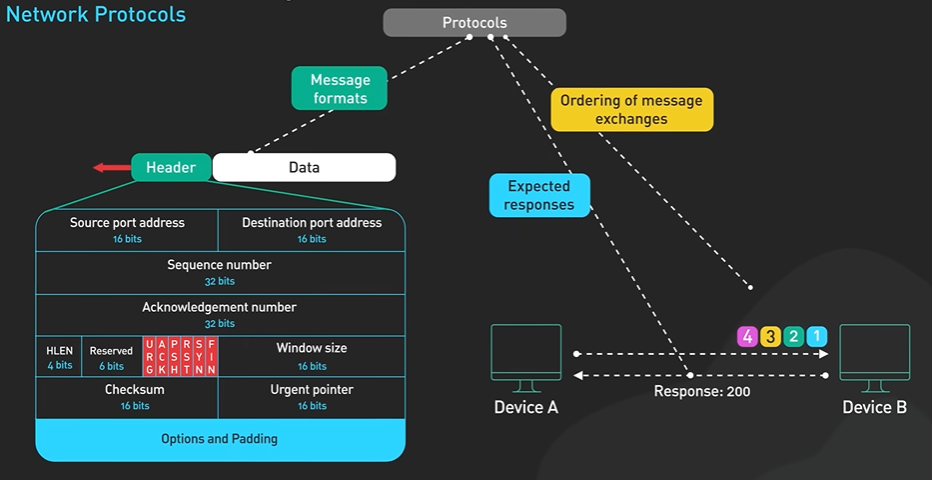 Network Protocols
Protocols
Message
formats
Ordering of message
exchanges
Header
Data
Expected
responses
Source port address
16 bits
Destination port address
16 bits
Sequence number
32 bits
Acknowledgement number
32 bits
HLEN
4 bits
Reserved
6 bits
URG
ACK
PSH
RST
SYN
FIN
Window size
16 bits
Checksum
16 bits
Urgent pointer
16 bits
Options and Padding
4 3 2 1
Response: 200
Device A
Device B